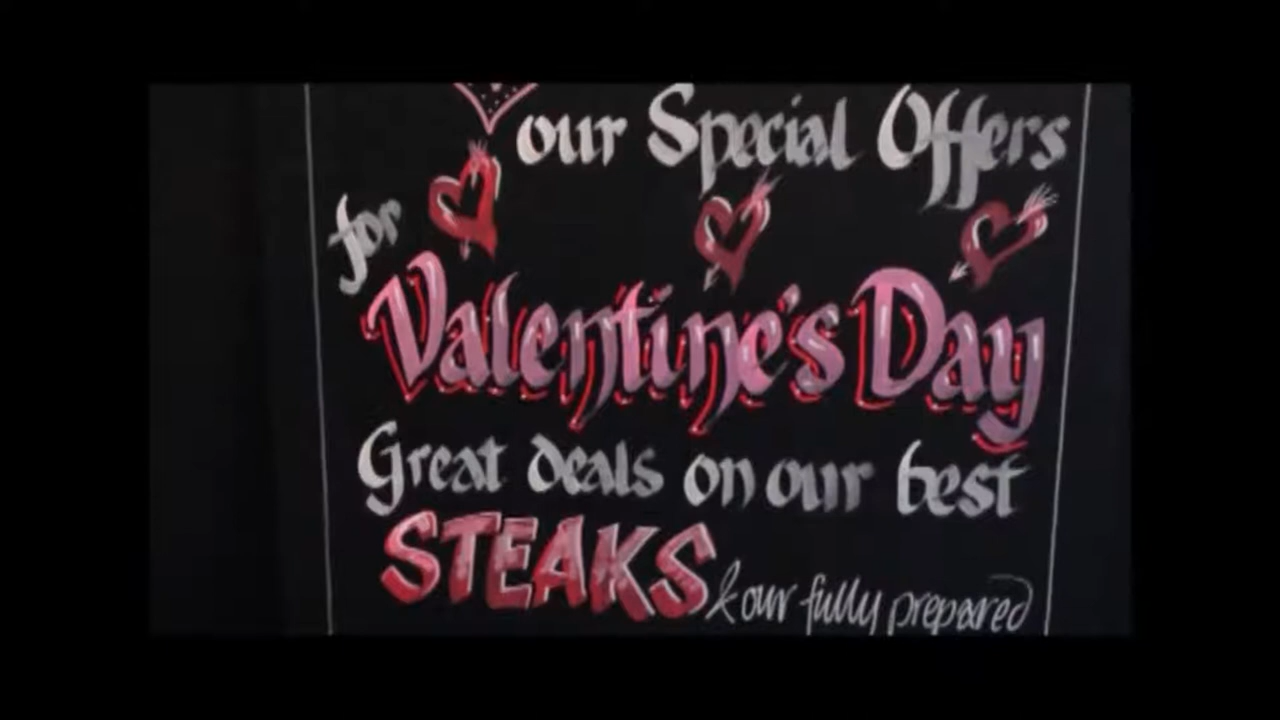 our Special Offers
for
Valentine's Day
Great deals on our best
STEAKS & our fully prepared